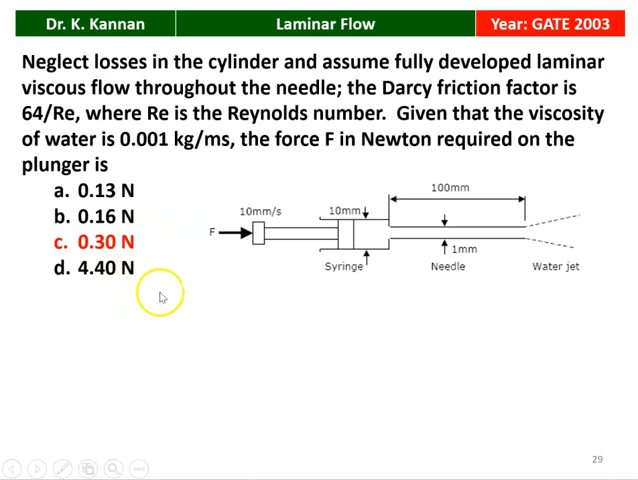 Dr. K. Kannan
Laminar Flow
Year: GATE 2003
Neglect losses in the cylinder and assume fully developed laminar
viscous flow throughout the needle; the Darcy friction factor is
64/Re, where Re is the Reynolds number. Given that the viscosity
of water is 0.001 kg/ms, the force F in Newton required on the
plunger is
a. 0.13 N
b. 0.16 N
c. 0.30 N
d. 4.40 N
100mm
10mm/s
10mm
F
1mm
Syringe
Needle
Water jet
29